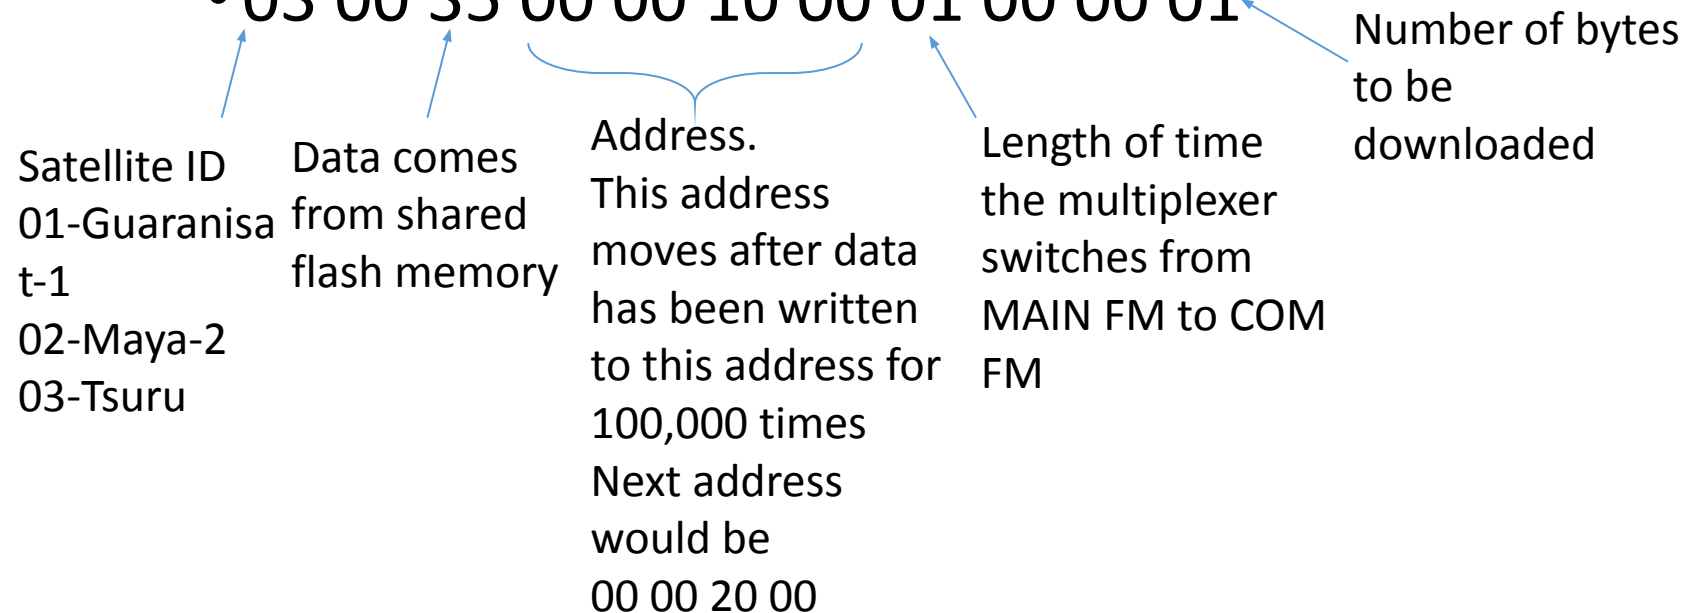 • 03 00 35 00 00 10 00 01 00 00 01
Number of bytes
to be
downloaded
Satellite ID
01-Guaranisa
t-1
02-Maya-2
03-Tsuru
Data comes
from shared
flash memory
Address.
This address
moves after data
has been written
to this address for
100,000 times
Next address
would be
00 00 20 00
Length of time
the multiplexer
switches from
MAIN FM to COM
FM